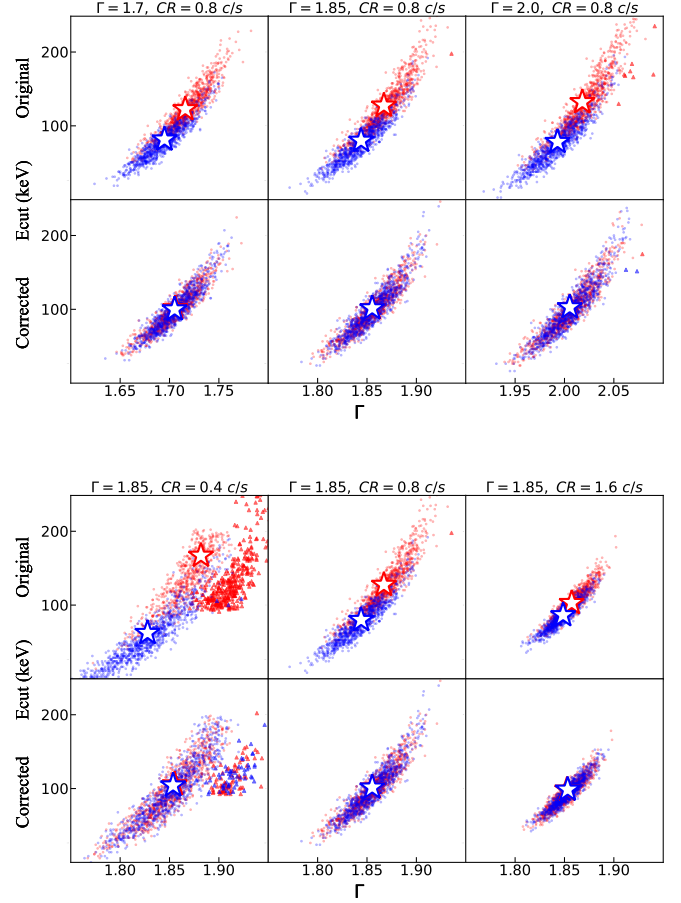 Γ = 1.7, CR = 0.8 c/s Γ = 1.85, CR = 0.8 c/s Γ = 2.0, CR = 0.8 c/s
Original
100
Ecut (keV)
200
Corrected
100
1.65 1.70 1.75 1.80 1.85 1.90 1.95 2.00 2.05
Γ
Γ = 1.85, CR = 0.4 c/s Γ = 1.85, CR = 0.8 c/s Γ = 1.85, CR = 1.6 c/s
200
Original
100
Ecut (keV)
200
Corrected
100
1.80 1.85 1.90 1.80 1.85 1.90 1.80 1.85 1.90
Γ